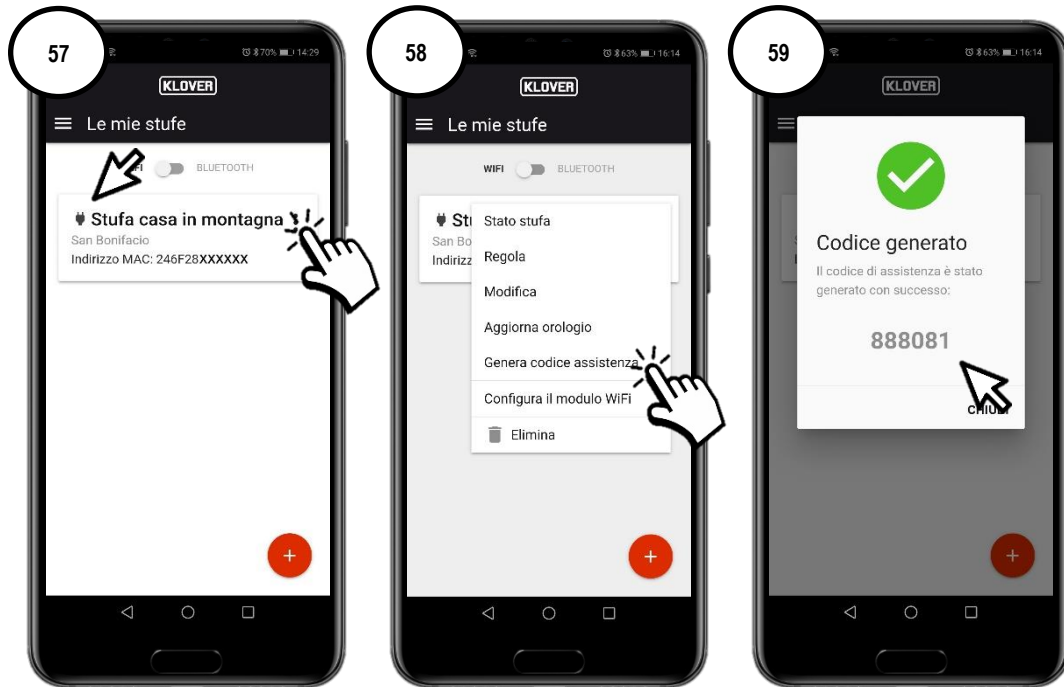 57
70% 14:29
KLOVER
Le mie stufe
BLUETOOTH
Stufa casa in montagna
San Bonifacio
Indirizzo MAC: 246F28XXXXXX
+
58
63% 16:14
KLOVER
Le mie stufe
WIFI BLUETOOTH
Stato stufa
San Bo
Regola
Indirizz
Modifica
Aggiorna orologio
Genera codice assistenza
Configura il modulo WiFi
Elimina
+
59
63% 16:14
KLOVER
Codice generato
Il codice di assistenza è stato
generato con successo:
888081
+